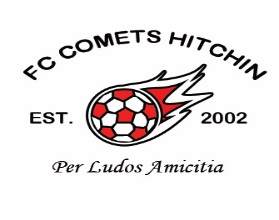 FC COMETS HITCHIN
EST. 2002
Per Ludos Amicitia